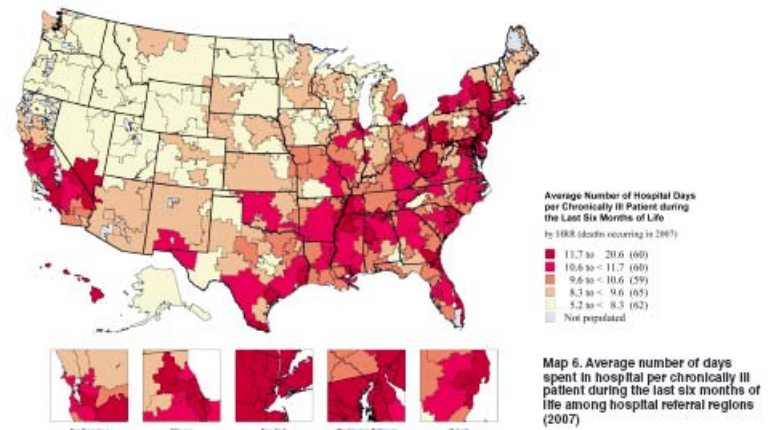 Average Number of Hospital Days
per Chronically Ill Patient during
the Last Six Months of Life
by HRR (deaths occurring in 2007)
11.7 to 20.6 (60)
10.6 to < 11.7 (60)
9.6 to < 10.6 (59)
8.3 to < 9.6 (65)
5.2 to < 8.3 (62)
Not populated
Map 6. Average number of days
spent in hospital per chronically ill
patient during the last six months of
life among hospital referral regions
(2007)